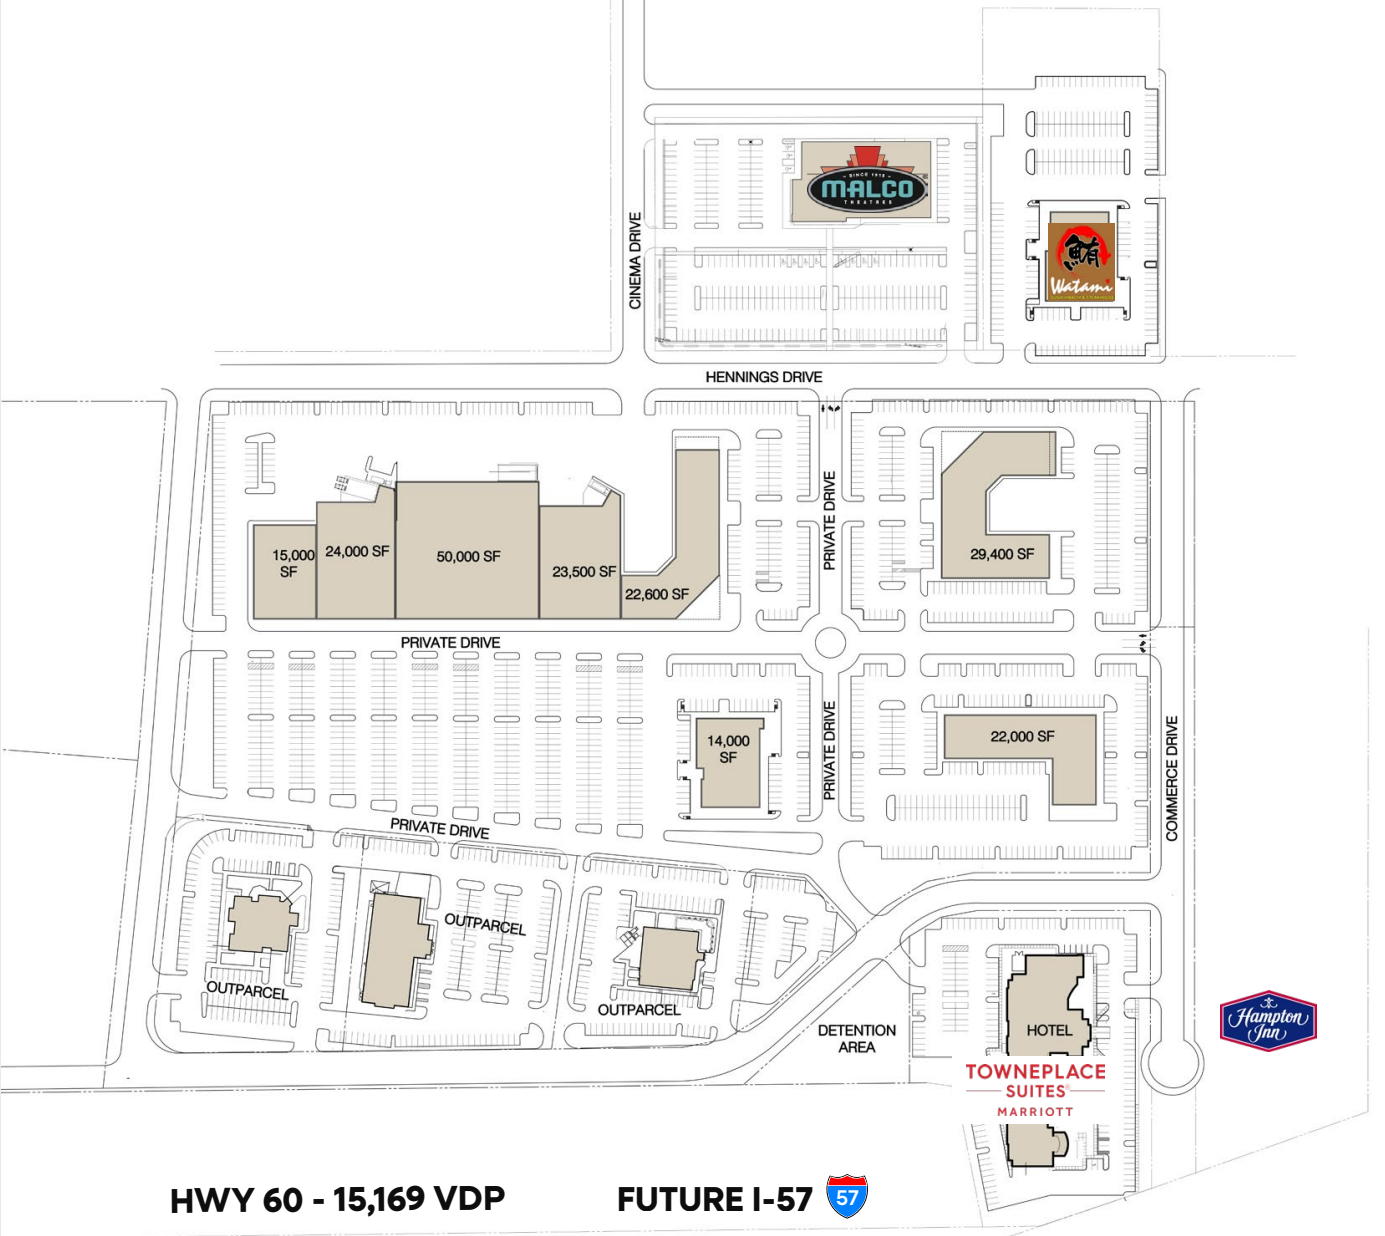 SINCE 1915
MALCO
THEATRES
鮪
Watami
CINEMA DRIVE
HENNINGS DRIVE
15,000
SF
24,000 SF
50,000 SF
23,500 SF
22,600 SF
PRIVATE DRIVE
29,400 SF
PRIVATE DRIVE
14,000
SF
PRIVATE DRIVE
22,000 SF
COMMERCE DRIVE
PRIVATE DRIVE
OUTPARCEL
OUTPARCEL
OUTPARCEL
DETENTION
AREA
HOTEL
TOWNEPLACE
SUITES
MARRIOTT
Hampton
Inn
HWY 60 - 15,169 VDP
FUTURE I-57
57